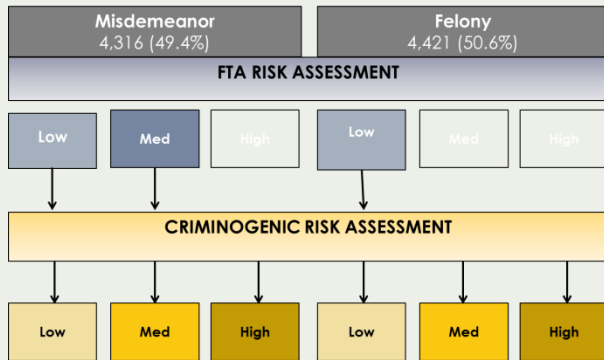 Misdemeanor
4,316 (49.4%)
Felony
4,421 (50.6%)
FTA RISK ASSESSMENT
Low
Med
High
Low
Med
High
CRIMINOGENIC RISK ASSESSMENT
Low
Med
High
Low
Med
High